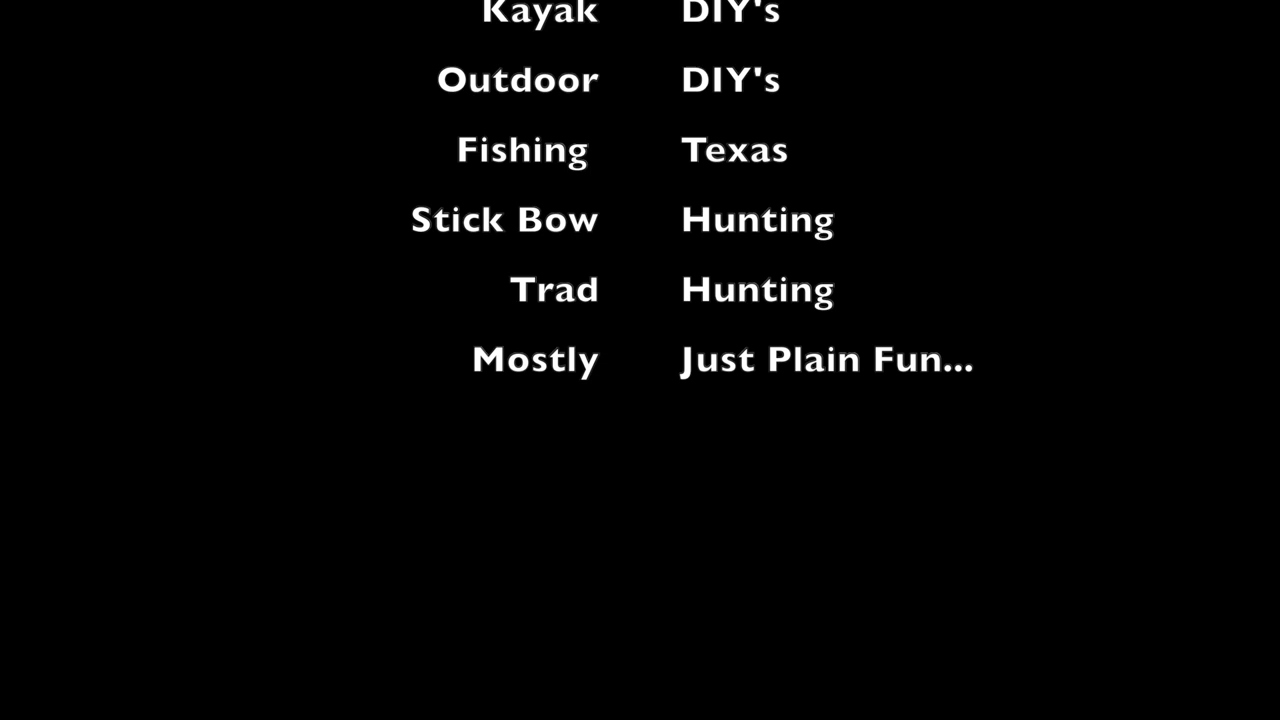 Kayak DIY's
Outdoor DIY's
Fishing Texas
Stick Bow Hunting
Trad Hunting
Mostly Just Plain Fun...